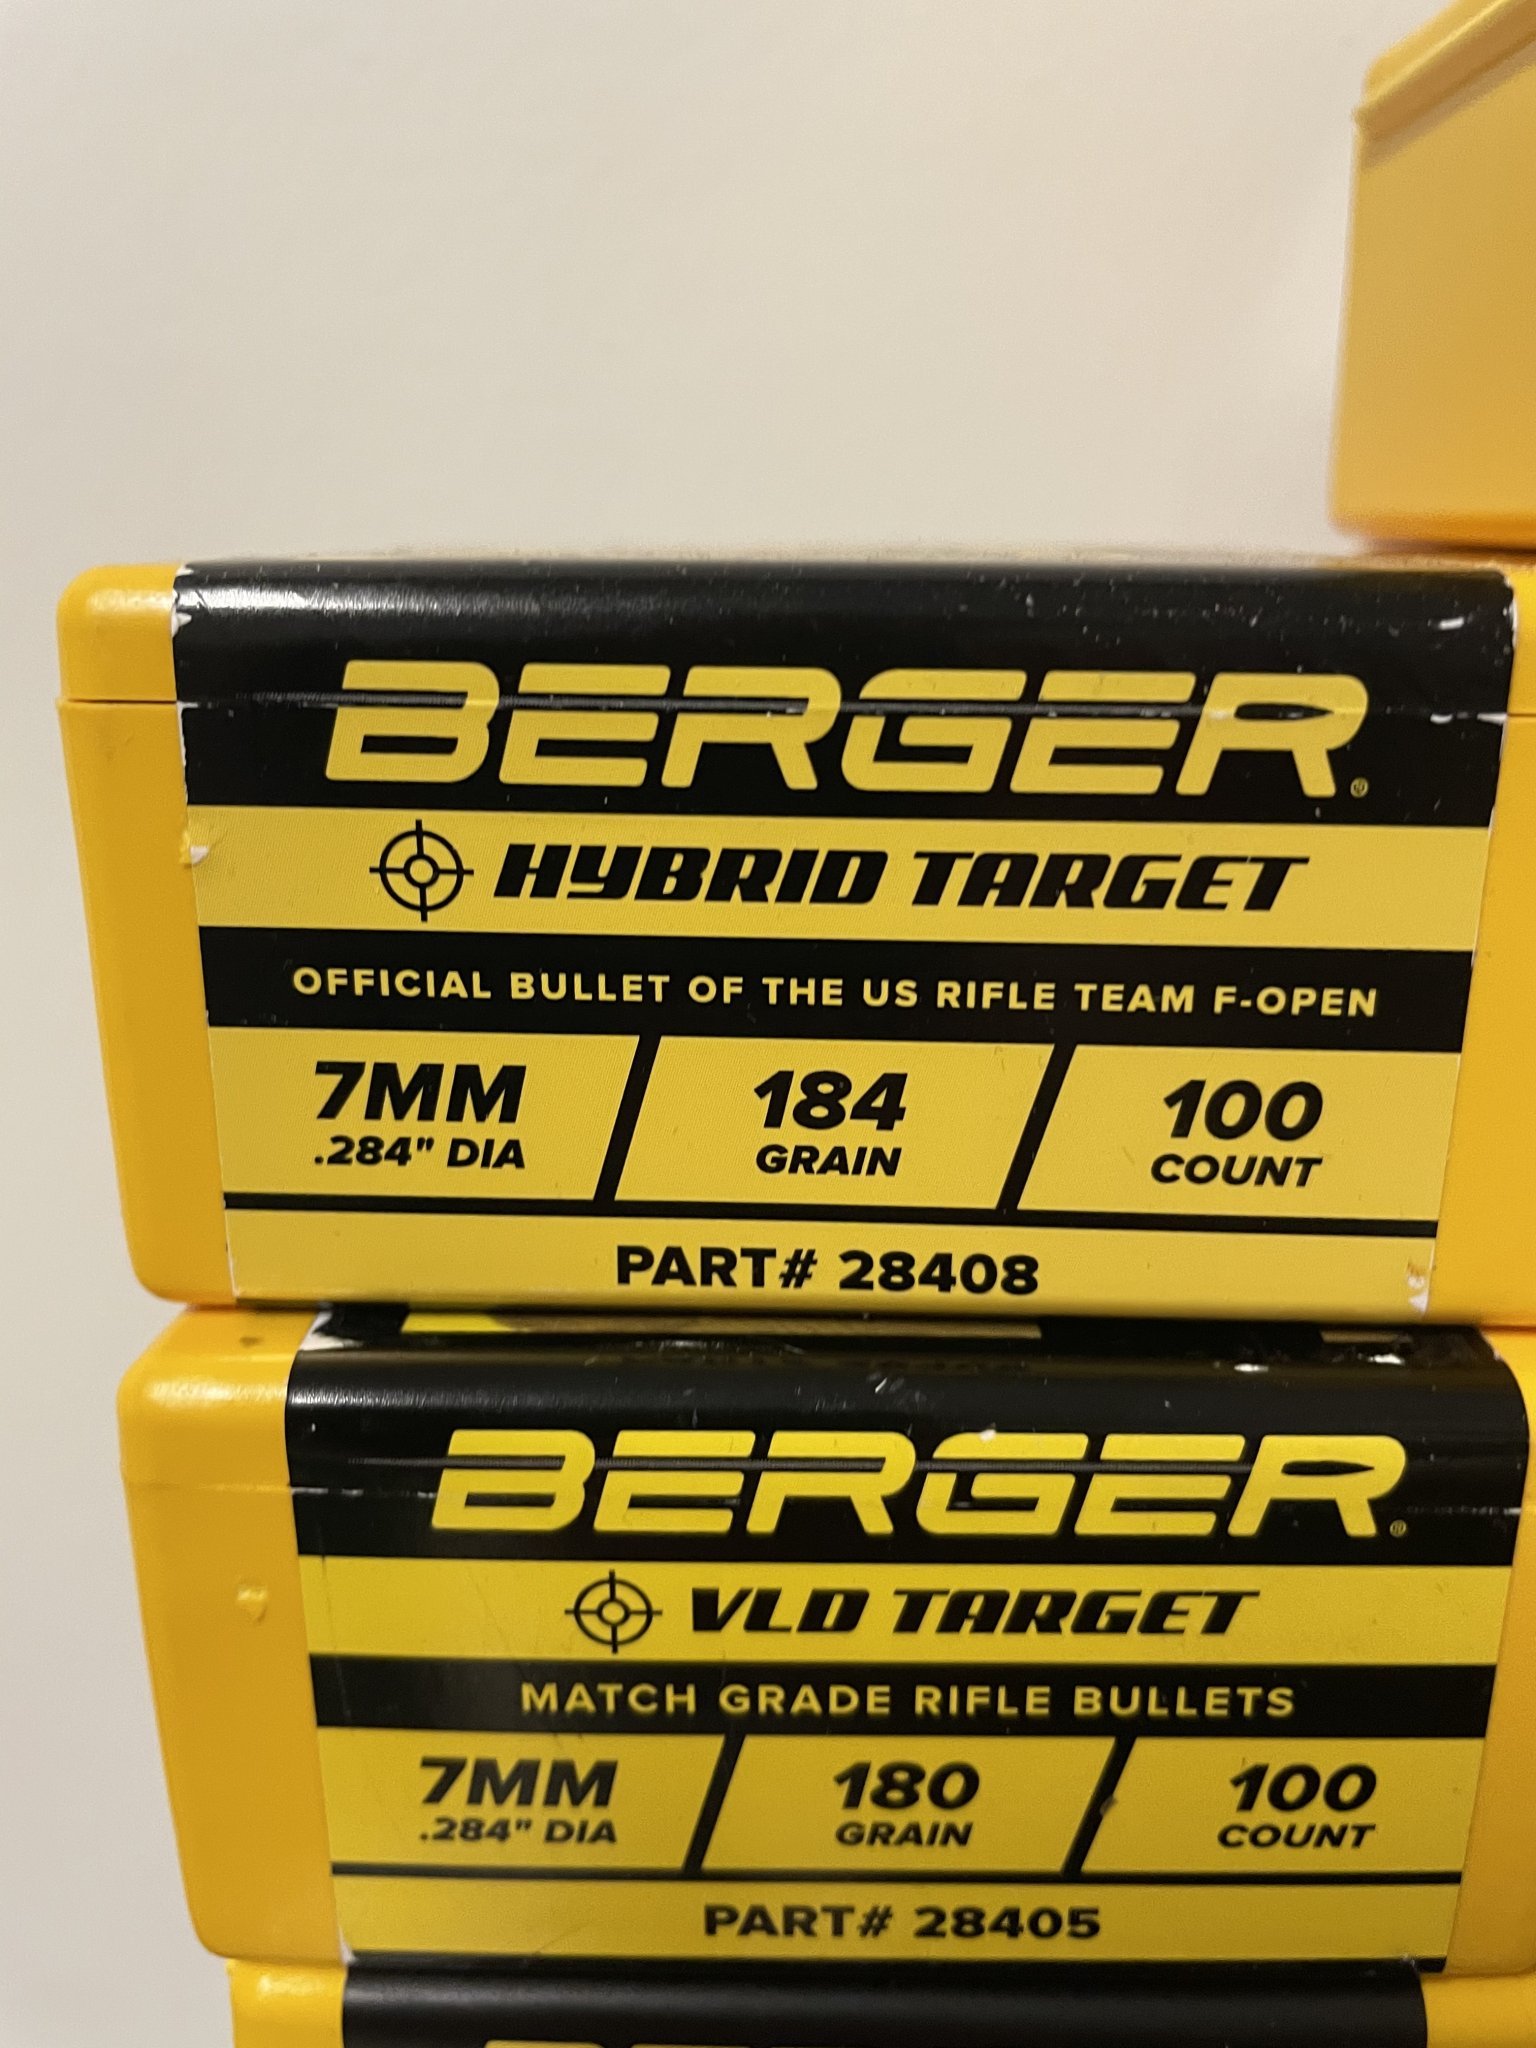 BERGER®
HYBRID TARGET
OFFICIAL BULLET OF THE US RIFLE TEAM F-OPEN
7MM 184 100
.284" DIA GRAIN COUNT
PART# 28408
BERGER®
VLD TARGET
MATCH GRADE RIFLE BULLETS
7MM 180 100
.284" DIA GRAIN COUNT
PART# 28405